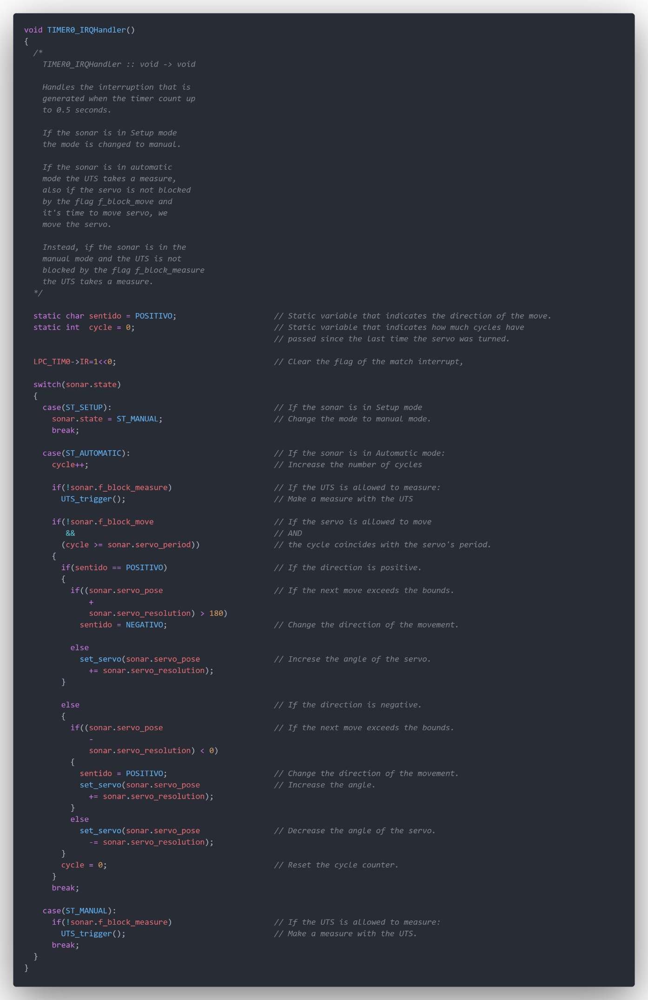 void TIMER0_IRQHandler()
{
  /*
    TIMER0_IRQHandler :: void -> void

    Handles the interruption that is
    generated when the timer count up
    to 0.5 seconds.

    If the sonar is in Setup mode
    the mode is changed to manual.

    If the sonar is in automatic
    mode the UTS takes a measure,
    also if the servo is not blocked
    by the flag f_block_move and
    it's time to move servo, we
    move the servo.

    Instead, if the sonar is in the
    manual mode and the UTS is not
    blocked by the flag f_block_measure
    the UTS takes a measure.
  */

  static char sentido = POSITIVO;                     // Static variable that indicates the direction of the move.
  static int  cycle = 0;                              // Static variable that indicates how much cycles have
                                                      // passed since the last time the servo was turned.

  LPC_TIM0->IR=1<<0;                                  // Clear the flag of the match interrupt,

  switch(sonar.state)
  {
    case(ST_SETUP):                                   // If the sonar is in Setup mode
      sonar.state = ST_MANUAL;                        // Change the mode to manual mode.
      break;

    case(ST_AUTOMATIC):                               // If the sonar is in Automatic mode:
      cycle++;                                        // Increase the number of cycles

      if(!sonar.f_block_measure)                      // If the UTS is allowed to measure:
        UTS_trigger();                                // Make a measure with the UTS

      if(!sonar.f_block_move                          // If the servo is allowed to move
         &&                                           // AND
        (cycle >= sonar.servo_period))                // the cycle coincides with the servo's period.
      {
        if(sentido == POSITIVO)                       // If the direction is positive.
        {
          if((sonar.servo_pose                        // If the next move exceeds the bounds.
              +
              sonar.servo_resolution) > 180)
            sentido = NEGATIVO;                       // Change the direction of the movement.

          else
            set_servo(sonar.servo_pose                // Increse the angle of the servo.
              += sonar.servo_resolution);
        }

        else                                          // If the direction is negative.
        {
          if((sonar.servo_pose                        // If the next move exceeds the bounds.
              -
              sonar.servo_resolution) < 0)
          {
            sentido = POSITIVO;                       // Change the direction of the movement.
            set_servo(sonar.servo_pose                // Increase the angle.
              += sonar.servo_resolution);
          }
          else
            set_servo(sonar.servo_pose                // Decrease the angle of the servo.
              -= sonar.servo_resolution);
        }
        cycle = 0;                                    // Reset the cycle counter.
      }
      break;

    case(ST_MANUAL):
      if(!sonar.f_block_measure)                      // If the UTS is allowed to measure:
        UTS_trigger();                                // Make a measure with the UTS.
      break;
  }
}